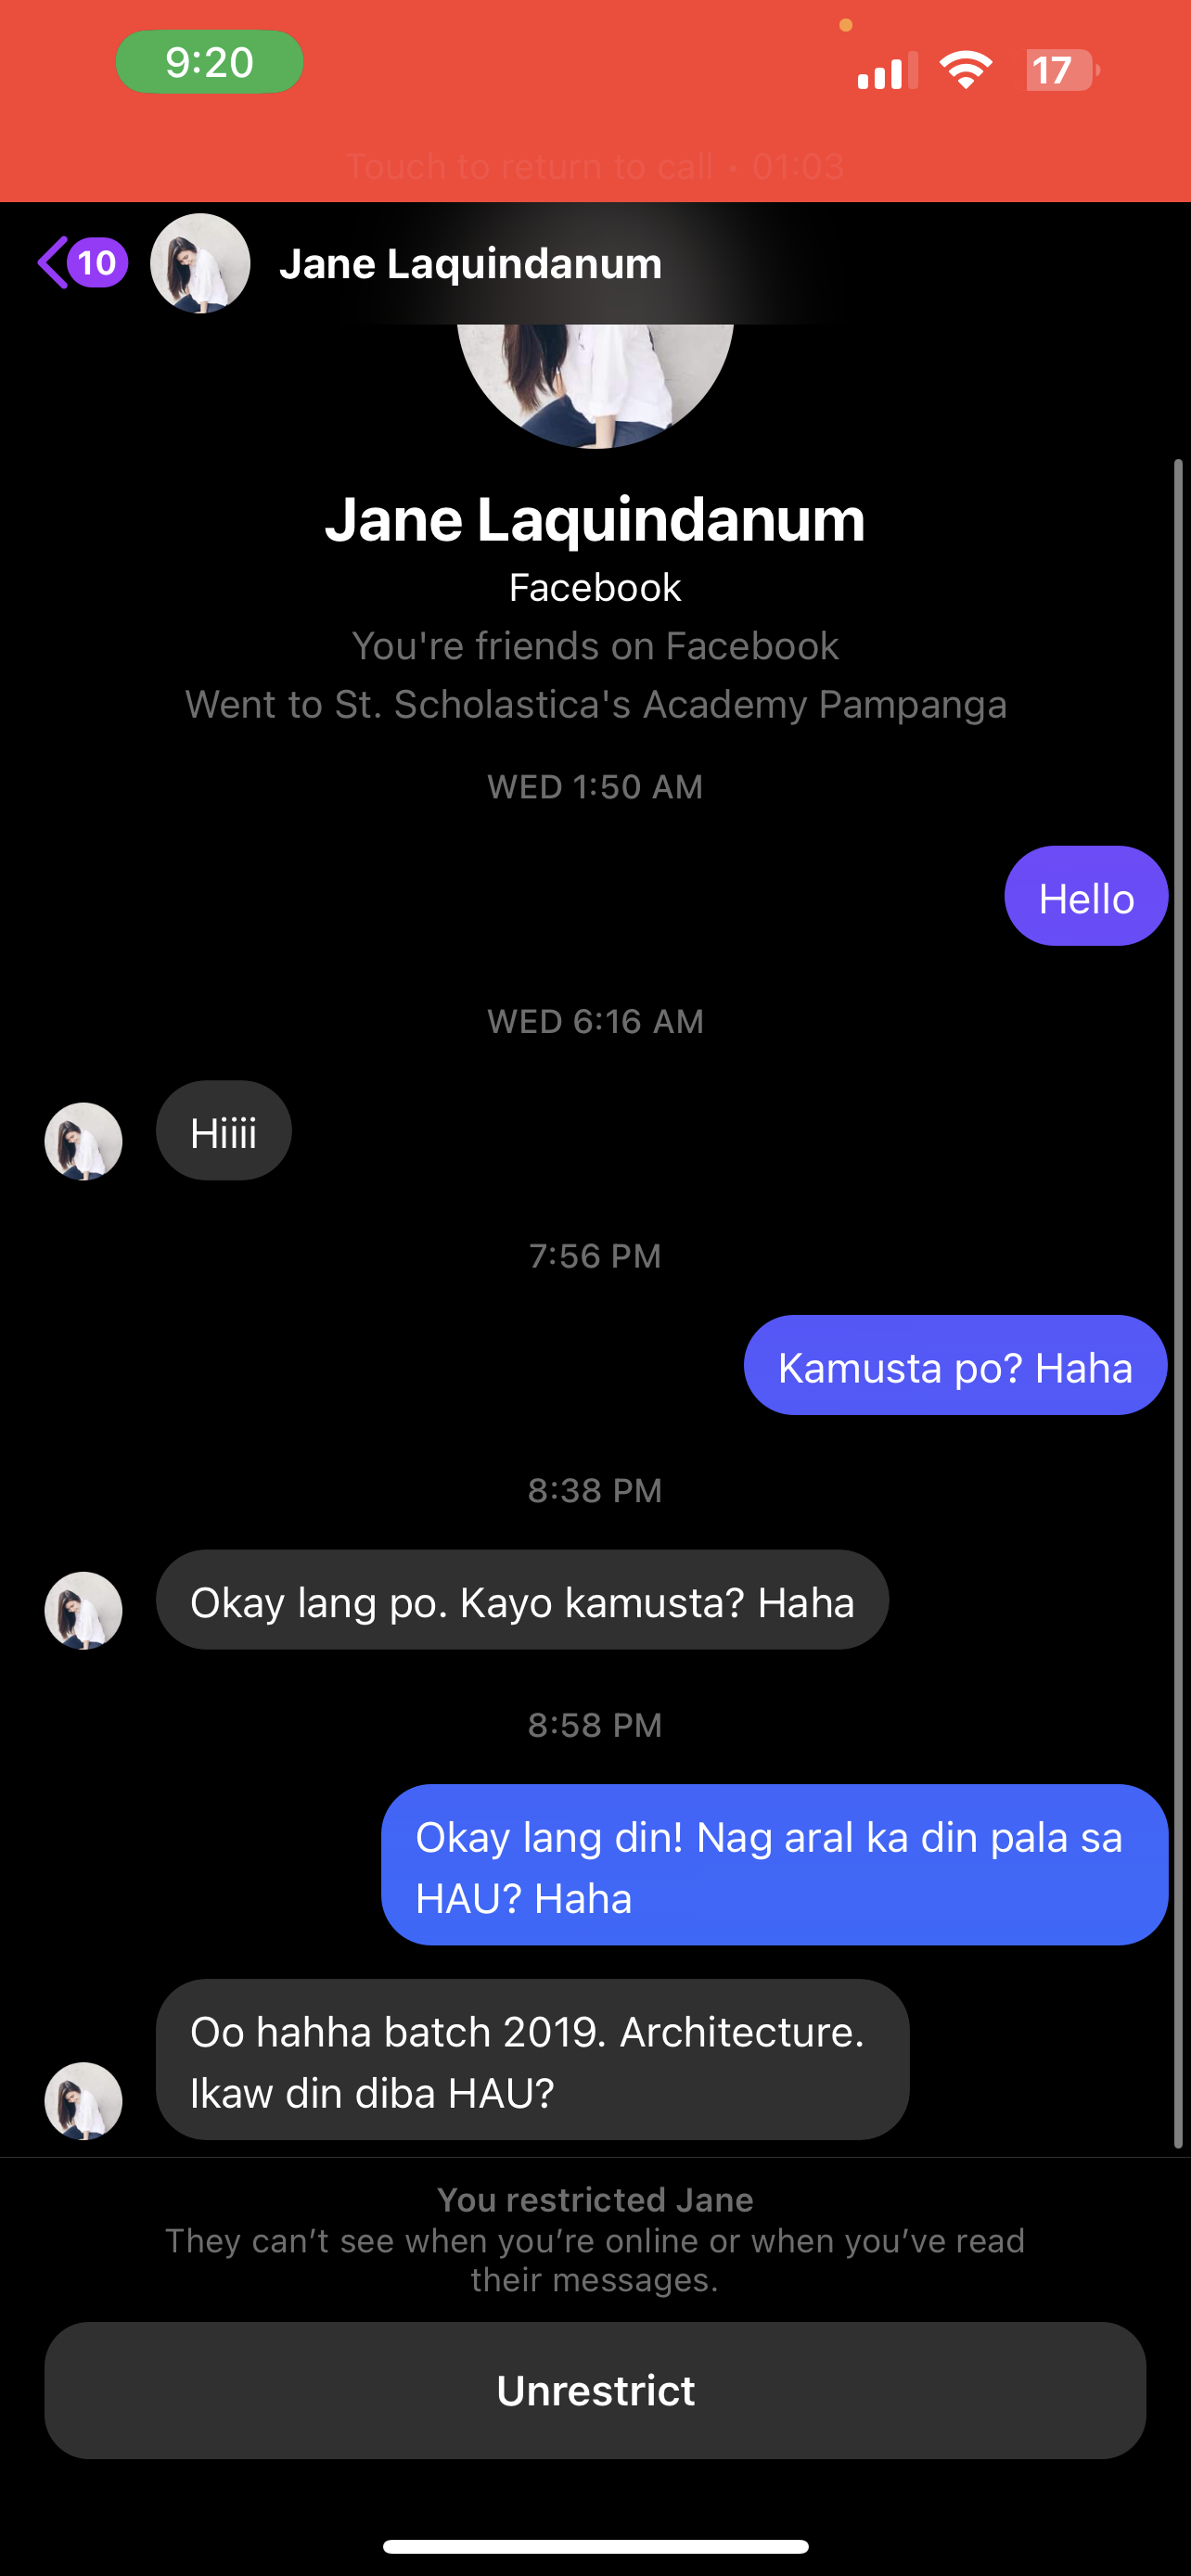 9:20
17
Touch to return to call • 01:03
10
Jane Laquindanum
Jane Laquindanum
Facebook
You're friends on Facebook
Went to St. Scholastica's Academy Pampanga
WED 1:50 AM
Hello
WED 6:16 AM
Hiiii
7:56 PM
Kamusta po? Haha
8:38 PM
Okay lang po. Kayo kamusta? Haha
8:58 PM
Okay lang din! Nag aral ka din pala sa
HAU? Haha
Oo hahha batch 2019. Architecture.
Ikaw din diba HAU?
You restricted Jane
They can’t see when you’re online or when you’ve read
their messages.
Unrestrict